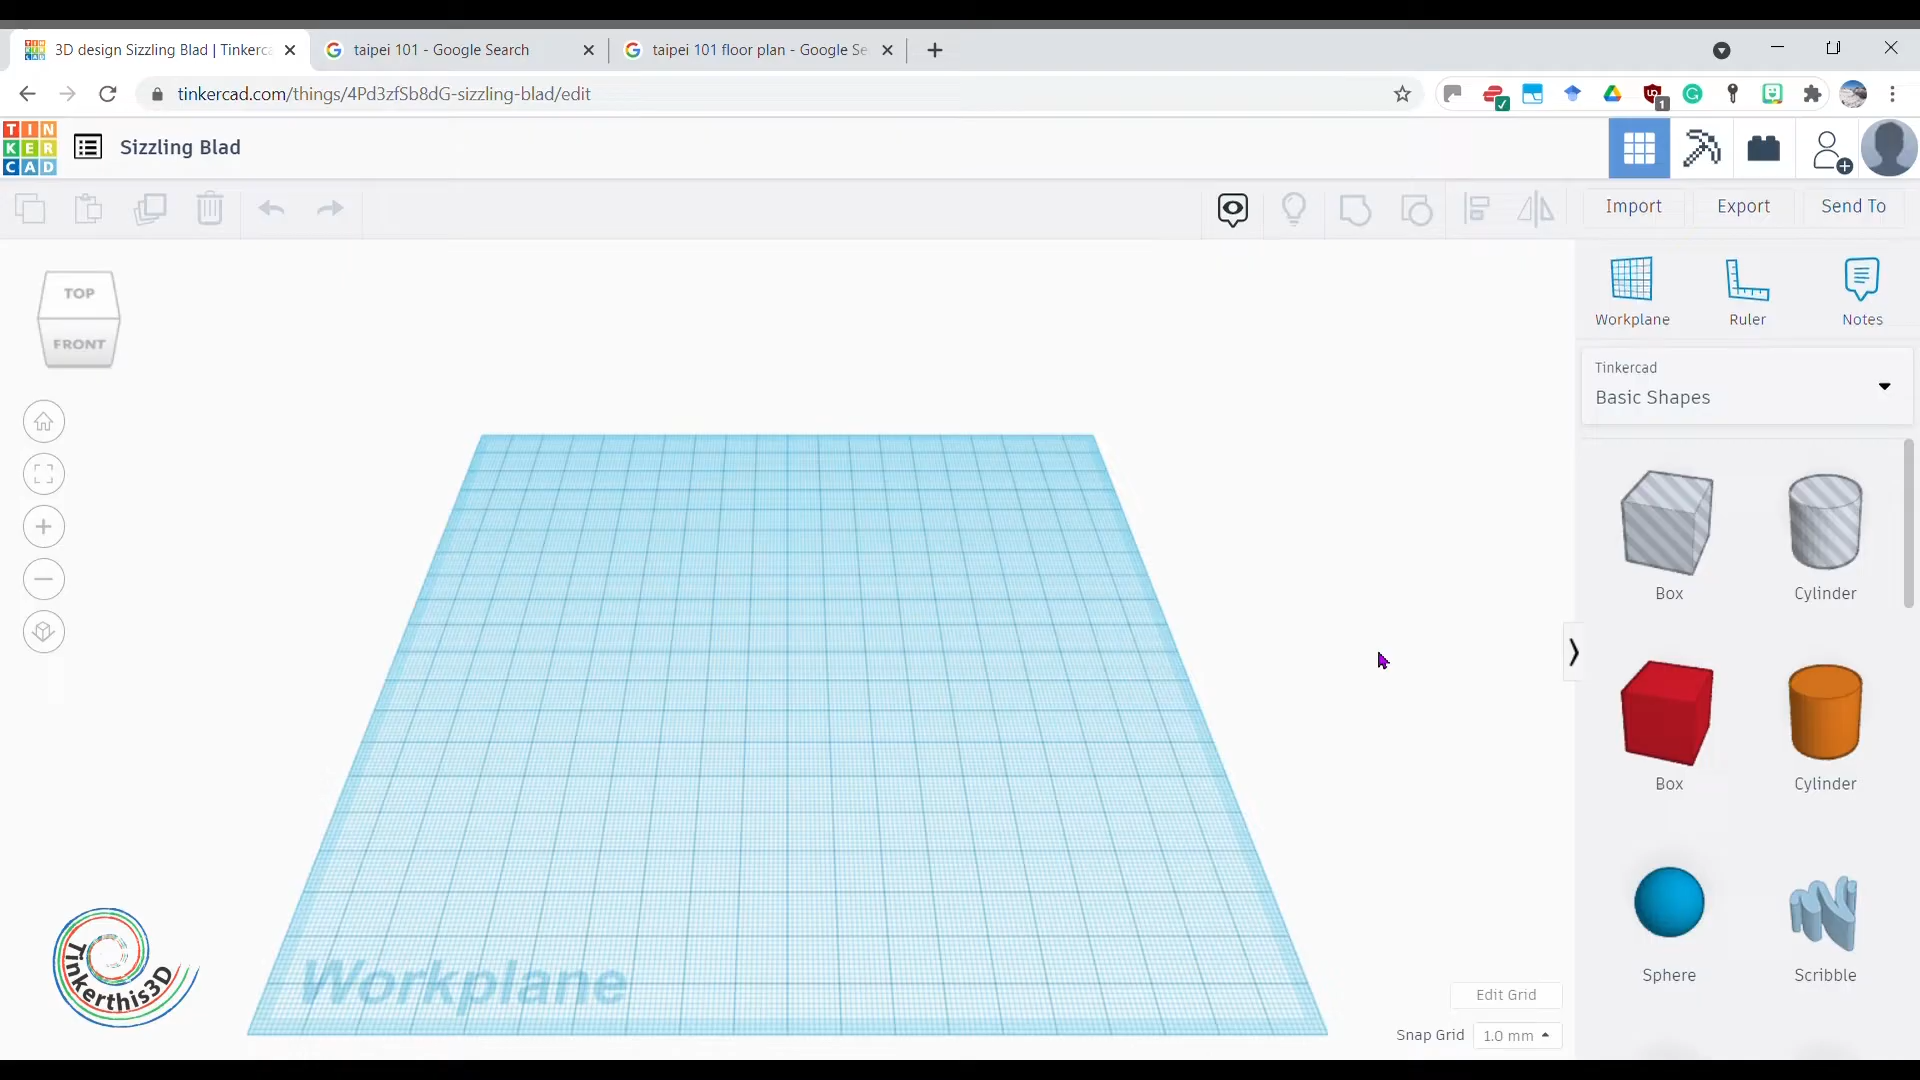 3D design Sizzling Blad | Tinkerca
taipei 101 - Google Search
taipei 101 floor plan - Google Se
tinkercad.com/things/4Pd3zfSb8dG-sizzling-blad/edit
1
TIN
KER
CAD
Sizzling Blad
Import
Export
Send To
TOP
FRONT
Workplane
Ruler
Notes
Tinkercad
Basic Shapes
Box
Cylinder
Box
Cylinder
Sphere
Scribble
Workplane
Tinkerthis3D
Edit Grid
Snap Grid
1.0 mm